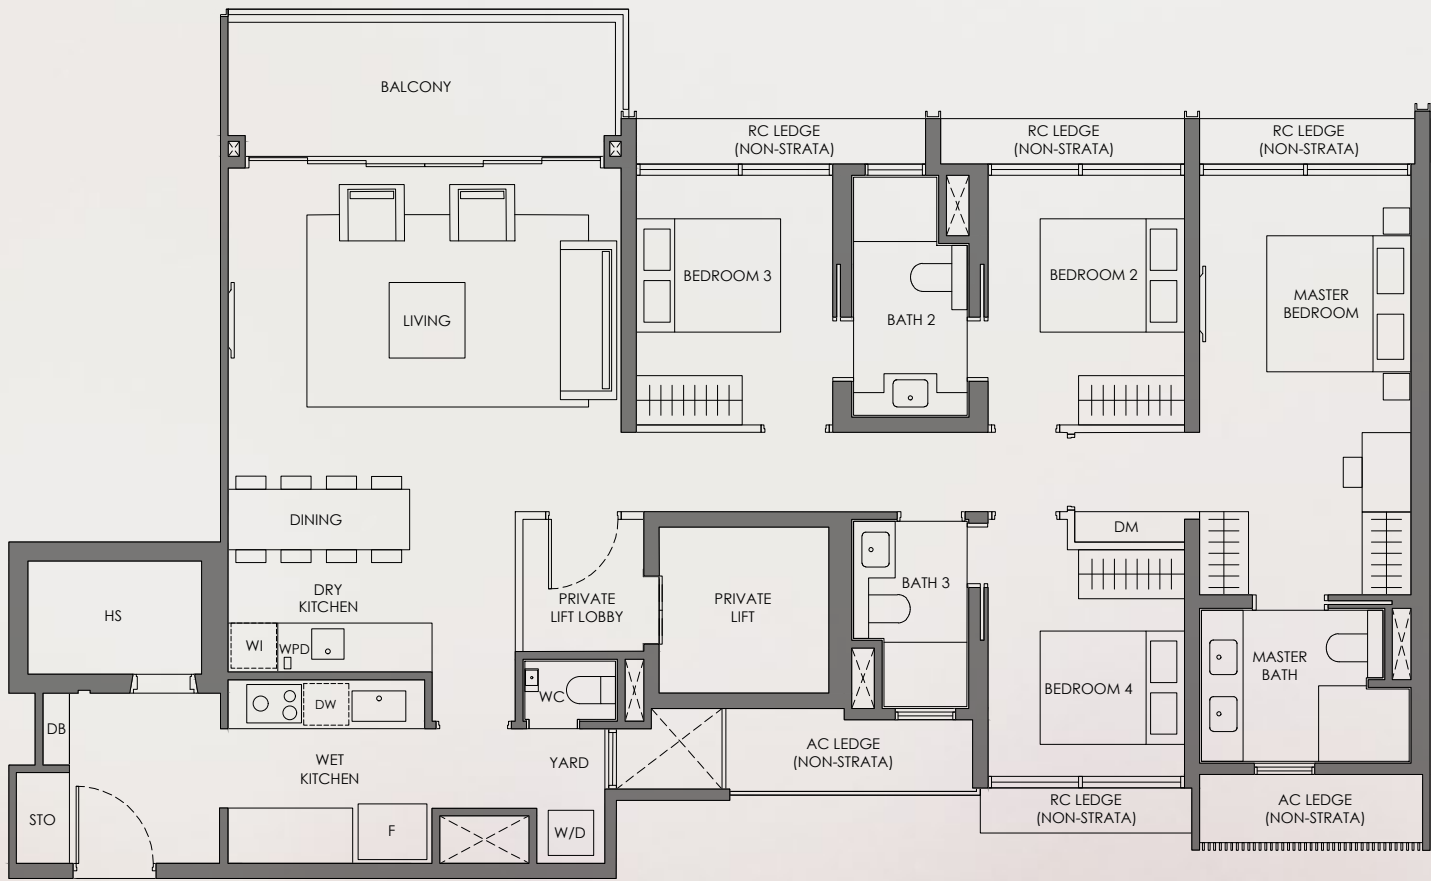 BALCONY
RC LEDGE
(NON-STRATA)
RC LEDGE
(NON-STRATA)
RC LEDGE
(NON-STRATA)
BEDROOM 3
BEDROOM 2
MASTER
BEDROOM
LIVING
BATH 2
DINING
DM
DRY
KITCHEN
PRIVATE
LIFT LOBBY
PRIVATE
LIFT
BATH 3
HS
WI
WPD
MASTER
BATH
WC
BEDROOM 4
DW
DB
WET
KITCHEN
YARD
AC LEDGE
(NON-STRATA)
STO
F
W/D
RC LEDGE
(NON-STRATA)
AC LEDGE
(NON-STRATA)